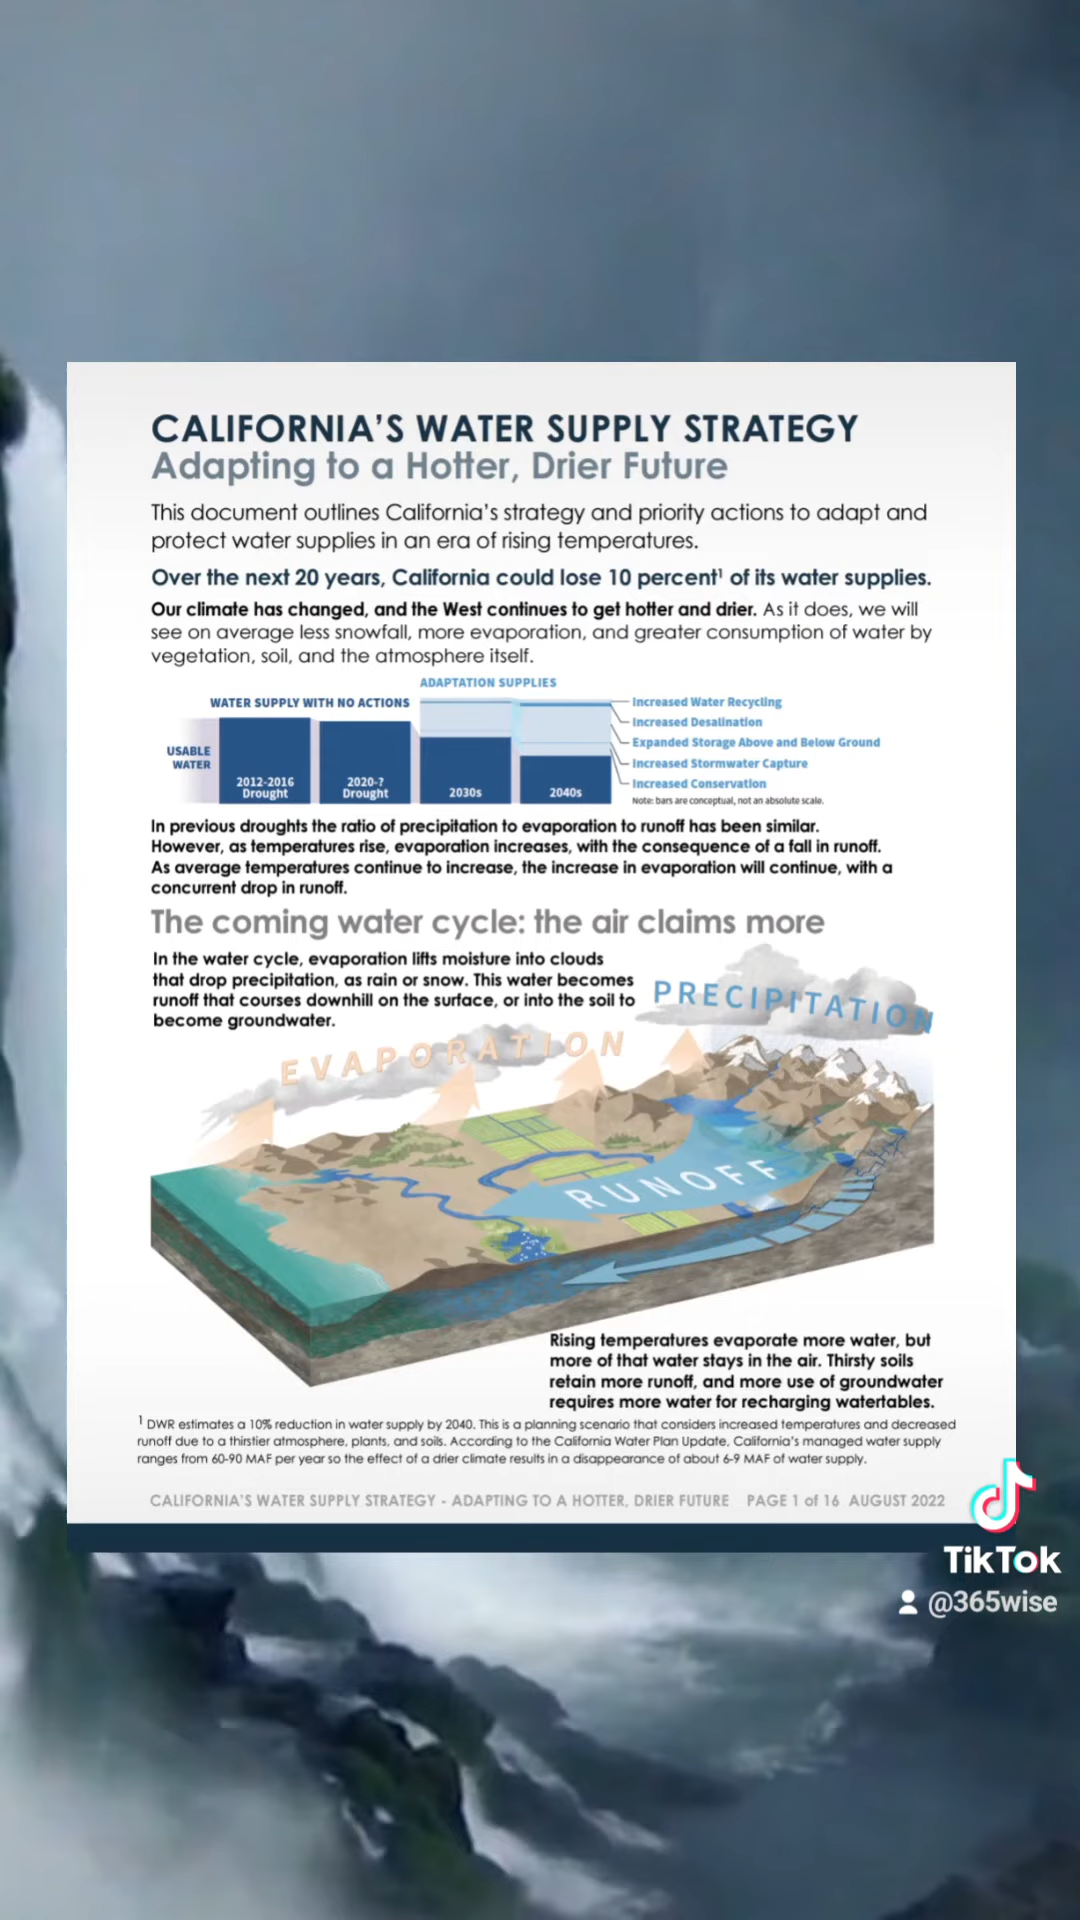 CALIFORNIA'S WATER SUPPLY STRATEGY
Adapting to a Hotter, Drier Future
This document outlines California's strategy and priority actions to adapt and
protect water supplies in an era of rising temperatures.
Over the next 20 years, California could lose 10 percent¹ of its water supplies.
Our climate has changed, and the West continues to get hotter and drier. As it does, we will
see on average less snowfall, more evaporation, and greater consumption of water by
vegetation, soil, and the atmosphere itself.
ADAPTATION SUPPLIES
WATER SUPPLY WITH NO ACTIONS
USABLE
WATER
2012-2016
Drought
2020-?
Drought
2030s
2040s
Increased Water Recycling
Increased Desalination
Expanded Storage Above and Below Ground
Increased Stormwater Capture
Increased Conservation
Note: bars are conceptual, not an absolute scale.
In previous droughts the ratio of precipitation to evaporation to runoff has been similar.
However, as temperatures rise, evaporation increases, with the consequence of a fall in runoff.
As average temperatures continue to increase, the increase in evaporation will continue, with a
concurrent drop in runoff.
The coming water cycle: the air claims more
In the water cycle, evaporation lifts moisture into clouds
that drop precipitation, as rain or snow. This water becomes
runoff that courses downhill on the surface, or into the soil to
become groundwater.
PRECIPITATION
EVAPORATION
RUNOFF
Rising temperatures evaporate more water, but
more of that water stays in the air. Thirsty soils
retain more runoff, and more use of groundwater
requires more water for recharging watertables.
¹ DWR estimates a 10% reduction in water supply by 2040. This is a planning scenario that considers increased temperatures and decreased
runoff due to a thirstier atmosphere, plants, and soils. According to the California Water Plan Update, California's managed water supply
ranges from 60-90 MAF per year so the effect of a drier climate results in a disappearance of about 6-9 MAF of water supply.
CALIFORNIA'S WATER SUPPLY STRATEGY - ADAPTING TO A HOTTER, DRIER FUTURE PAGE 1 of 16 AUGUST 2022
TikTok
@365wise